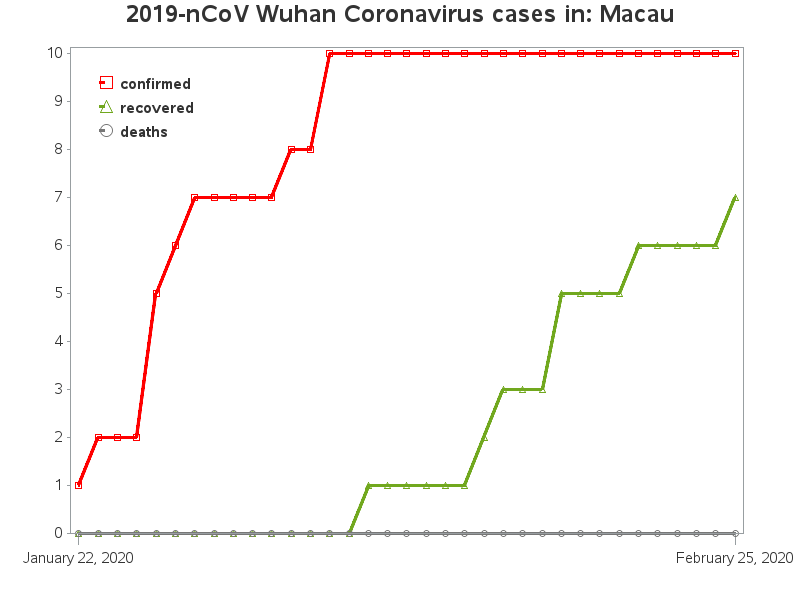 2019-nCoV Wuhan Coronavirus cases in: Macau
10
confirmed
9
recovered
deaths
8
7
6
5
4
3
2
1
0
January 22, 2020
February 25, 2020